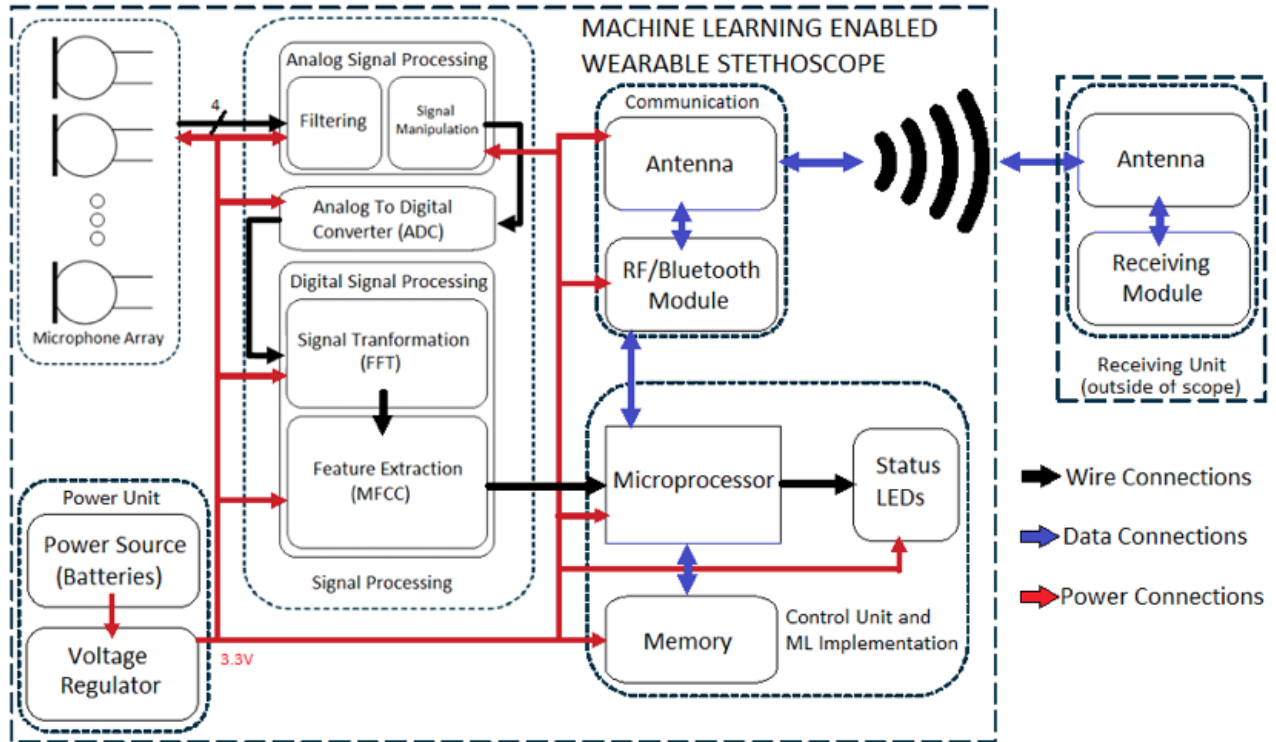 MACHINE LEARNING ENABLED
WEARABLE STETHOSCOPE
Microphone Array
4
Analog Signal Processing
Filtering
Signal
Manipulation
Analog To Digital
Converter (ADC)
Digital Signal Processing
Signal Tranformation
(FFT)
Feature Extraction
(MFCC)
Signal Processing
Power Unit
Power Source
(Batteries)
Voltage
Regulator
3.3V
Communication
Antenna
RF/Bluetooth
Module
Microprocessor
Status
LEDs
Memory
Control Unit and
ML Implementation
Antenna
Receiving
Module
Receiving Unit
(outside of scope)
Wire Connections
Data Connections
Power Connections